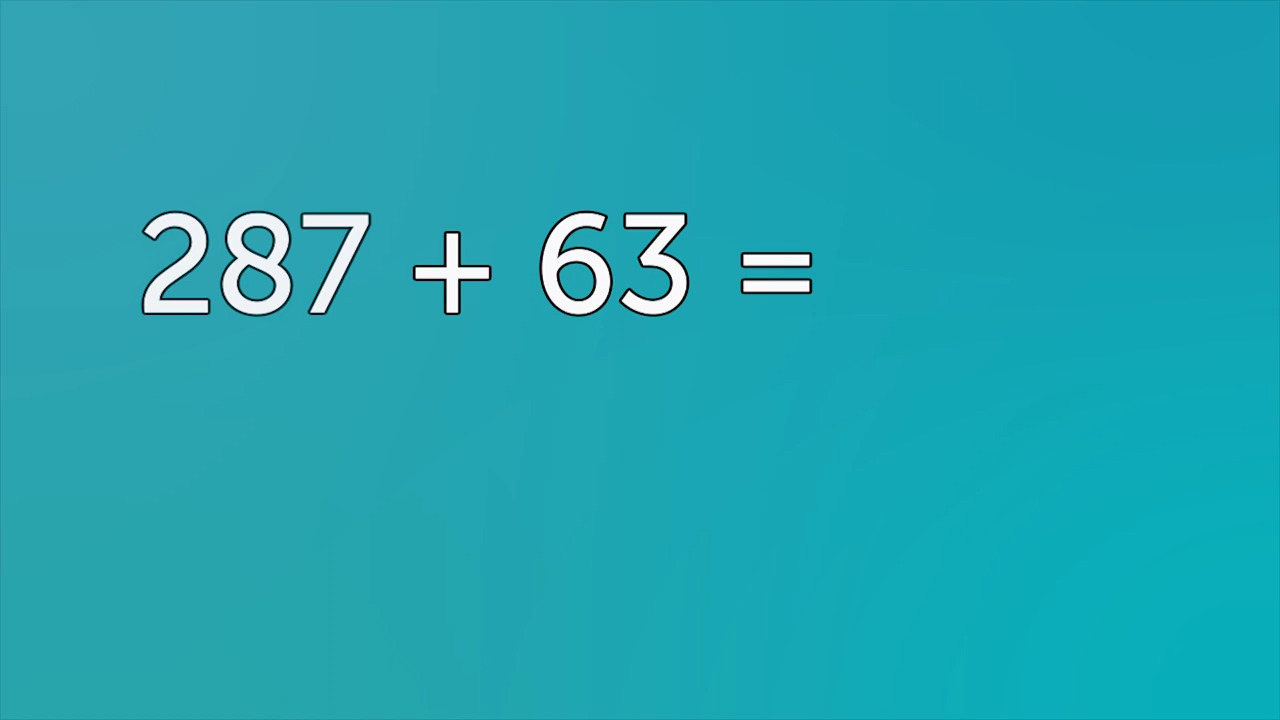 287 + 63 =